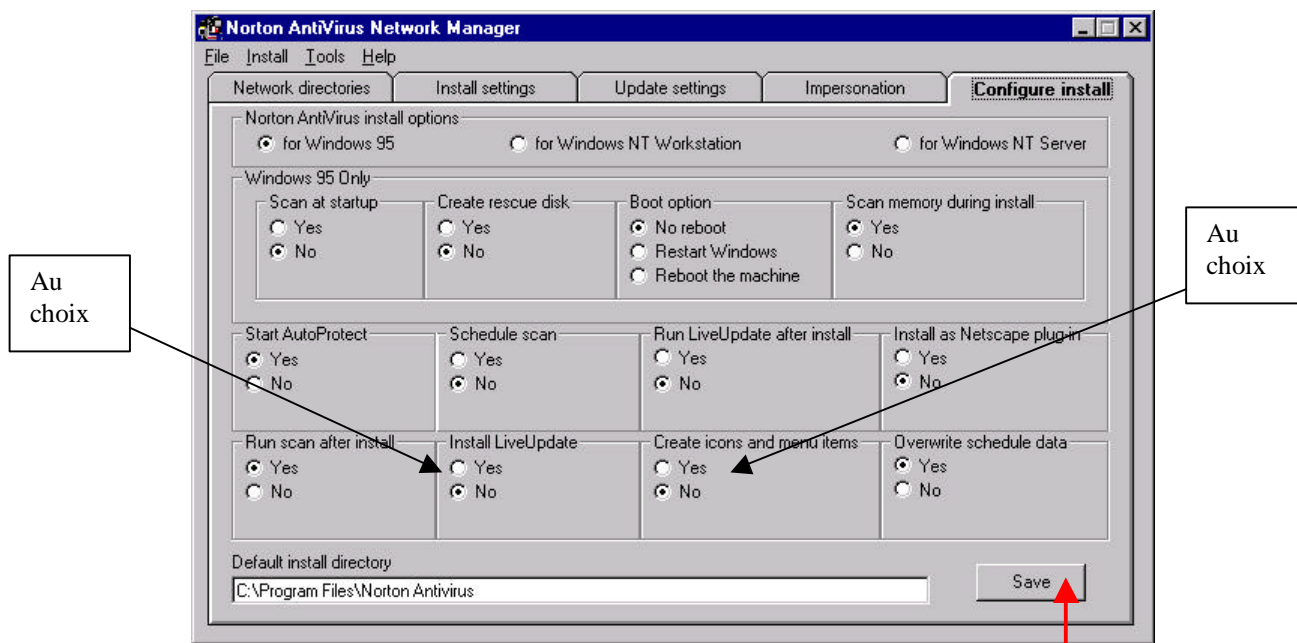 Norton AntiVirus Network Manager
File Install Tools Help
Network directories Install settings Update settings Impersonation Configure install
Norton AntiVirus install options
for Windows 95 for Windows NT Workstation for Windows NT Server
Windows 95 Only
Scan at startup Create rescue disk Boot option Scan memory during install
Yes Yes No reboot Yes
No No Restart Windows No
Reboot the machine
Au
choix
Au
choix
Start AutoProtect Schedule scan Run LiveUpdate after install Install as Netscape plug-in
Yes Yes Yes Yes
No No No No
Run scan after install Install LiveUpdate Create icons and menu items Overwrite schedule data
Yes Yes Yes Yes
No No No No
Default install directory
C:\Program Files\Norton Antivirus
Save